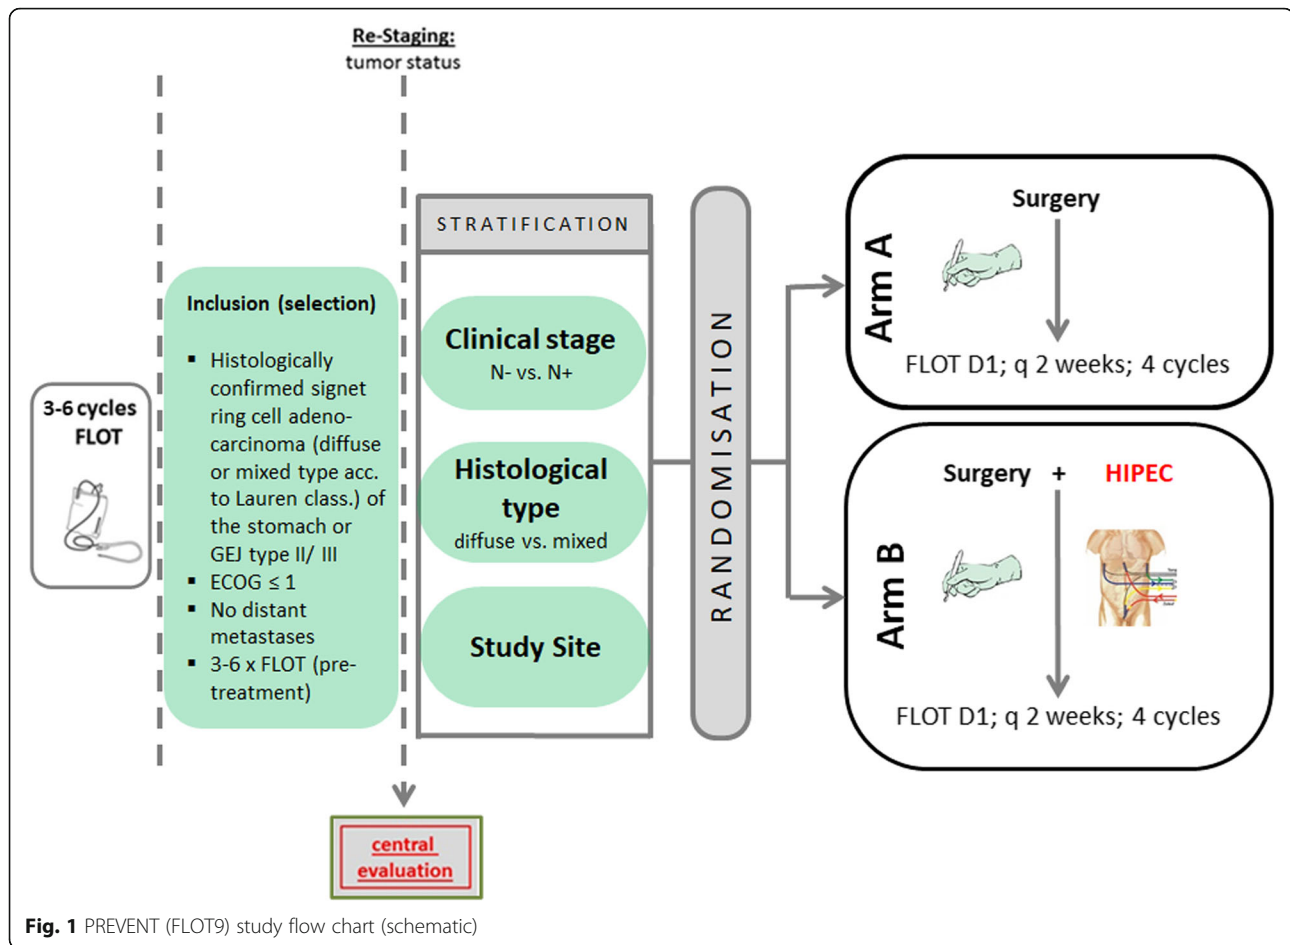 Re-Staging:
tumor status
3-6 cycles
FLOT
Inclusion (selection)
▪ Histologically
confirmed signet
ring cell adeno-
carcinoma (diffuse
or mixed type acc.
to Lauren class.) of
the stomach or
GEJ type II/ III
▪ ECOG ≤ 1
▪ No distant
metastases
▪ 3-6 x FLOT (pre-
treatment)
STRATIFICATION
Clinical stage
N- vs. N+
Histological
type
diffuse vs. mixed
Study Site
RANDOMISATION
Arm A
Surgery
FLOT D1; q 2 weeks; 4 cycles
Arm B
Surgery + HIPEC
FLOT D1; q 2 weeks; 4 cycles
central
evaluation
Fig. 1 PREVENT (FLOT9) study flow chart (schematic)